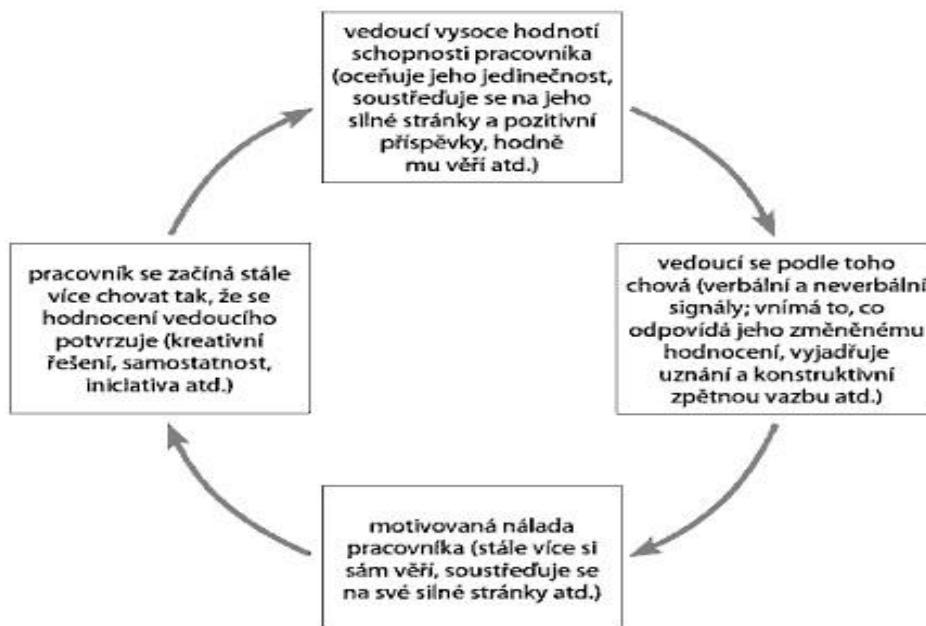 vedoucí vysoce hodnotí
schopnosti pracovníka
(oceňuje jeho jedinečnost,
soustřeďuje se na jeho
silné stránky a pozitivní
příspěvky, hodně
mu věří atd.)
vedoucí se podle toho
chová (verbální a neverbální
signály; vnímá to, co
odpovídá jeho změněnému
hodnocení, vyjadřuje
uznání a konstruktivní
zpětnou vazbu atd.)
motivovaná nálada
pracovníka (stále více si
sám věří, soustřeďuje se
na své silné stránky atd.)
pracovník se začíná stále
více chovat tak, že se
hodnocení vedoucího
potvrzuje (kreativní
řešení, samostatnost,
iniciativa atd.)